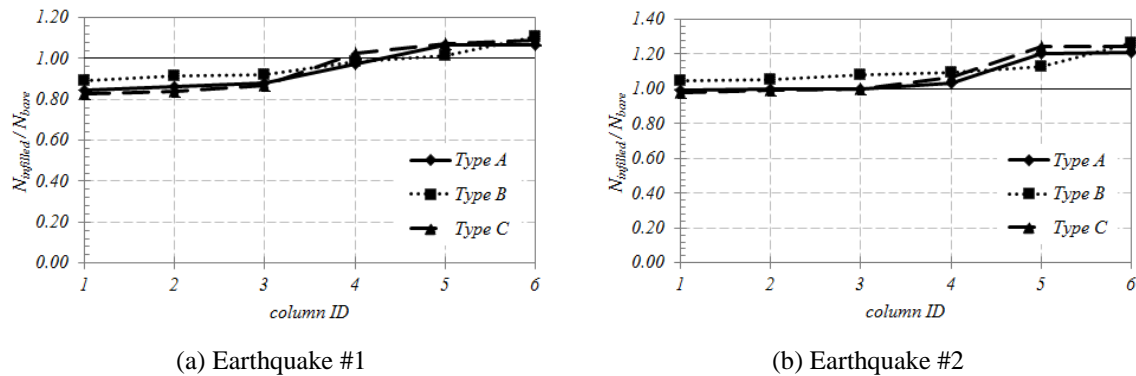 1.20
1.00
0.80
0.60
0.40
0.20
0.00
N_infilled / N_bare
Type A
Type B
Type C
1 2 3 4 5 6
column ID
(a) Earthquake #1
1.40
1.20
1.00
0.80
0.60
0.40
0.20
0.00
N_infilled / N_bare
Type A
Type B
Type C
1 2 3 4 5 6
column ID
(b) Earthquake #2